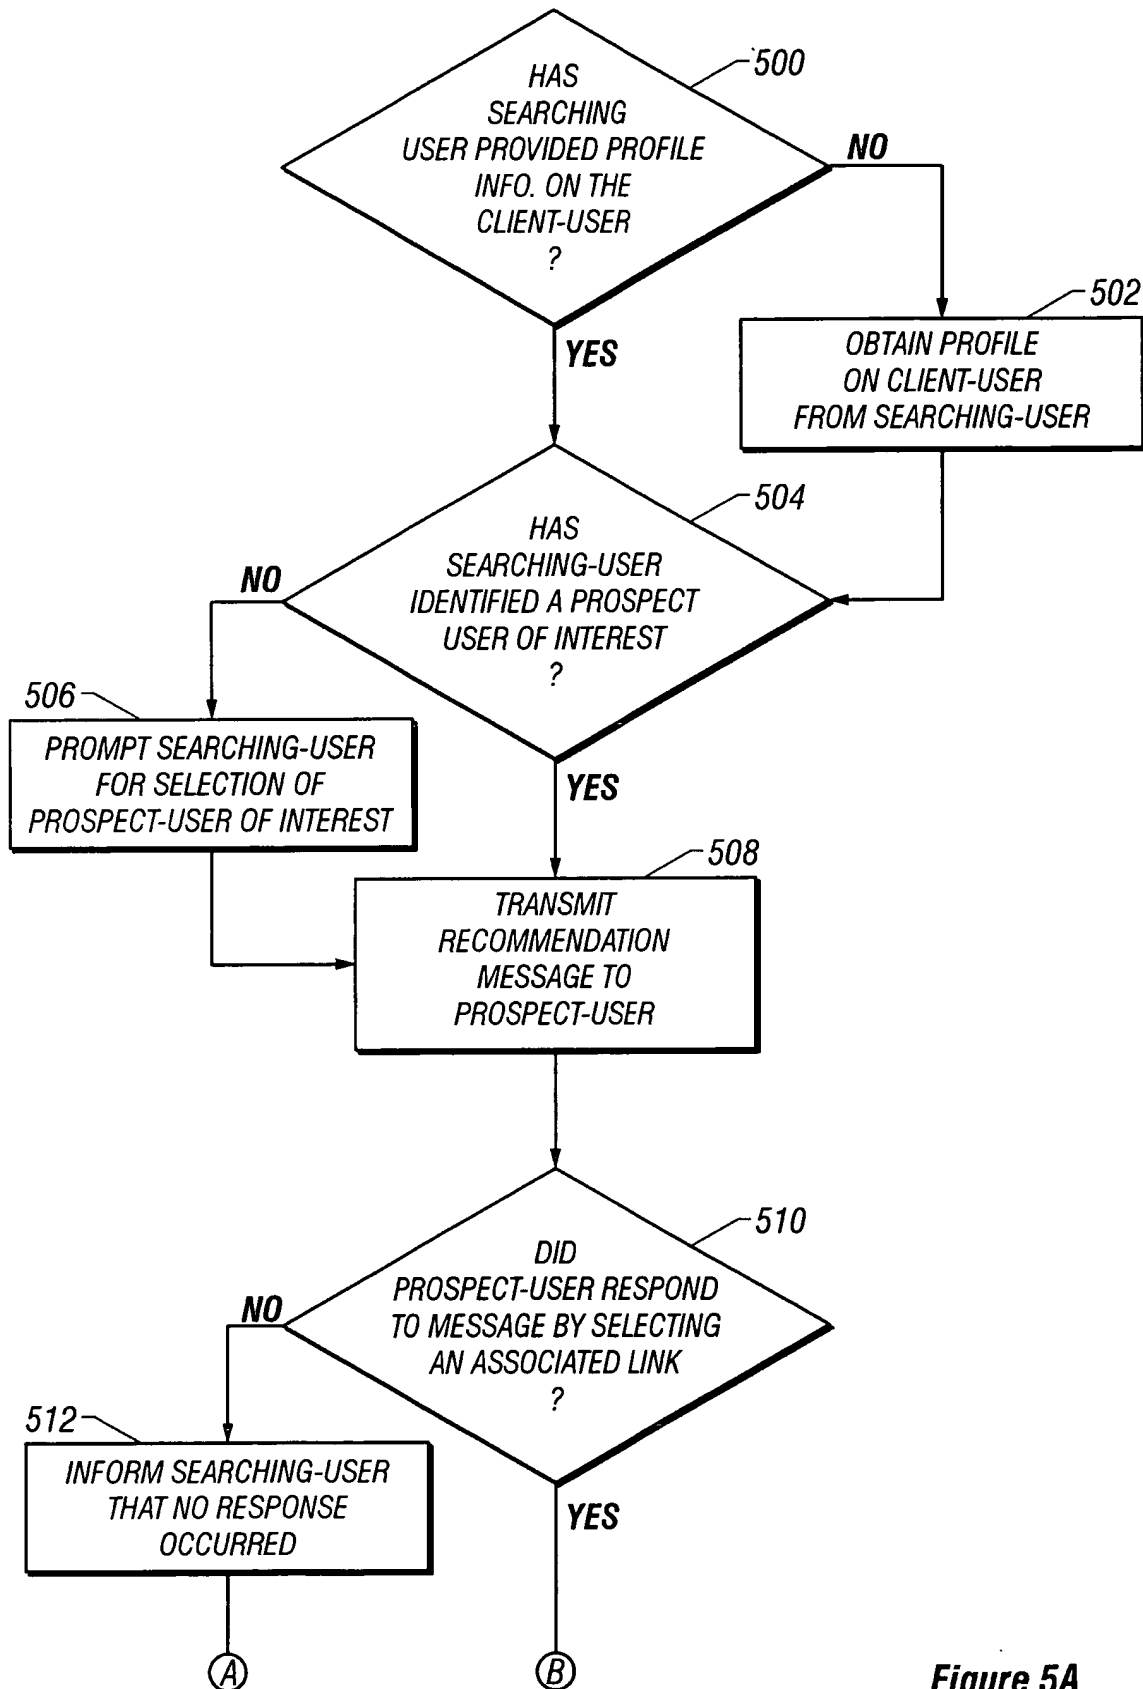 500
HAS
SEARCHING
USER PROVIDED PROFILE
INFO. ON THE
CLIENT-USER
?
NO
YES
502
OBTAIN PROFILE
ON CLIENT-USER
FROM SEARCHING-USER
504
HAS
SEARCHING-USER
IDENTIFIED A PROSPECT
USER OF INTEREST
?
NO
YES
506
PROMPT SEARCHING-USER
FOR SELECTION OF
PROSPECT-USER OF INTEREST
508
TRANSMIT
RECOMMENDATION
MESSAGE TO
PROSPECT-USER
510
DID
PROSPECT-USER RESPOND
TO MESSAGE BY SELECTING
AN ASSOCIATED LINK
?
NO
YES
512
INFORM SEARCHING-USER
THAT NO RESPONSE
OCCURRED
A
B
Figure 5A